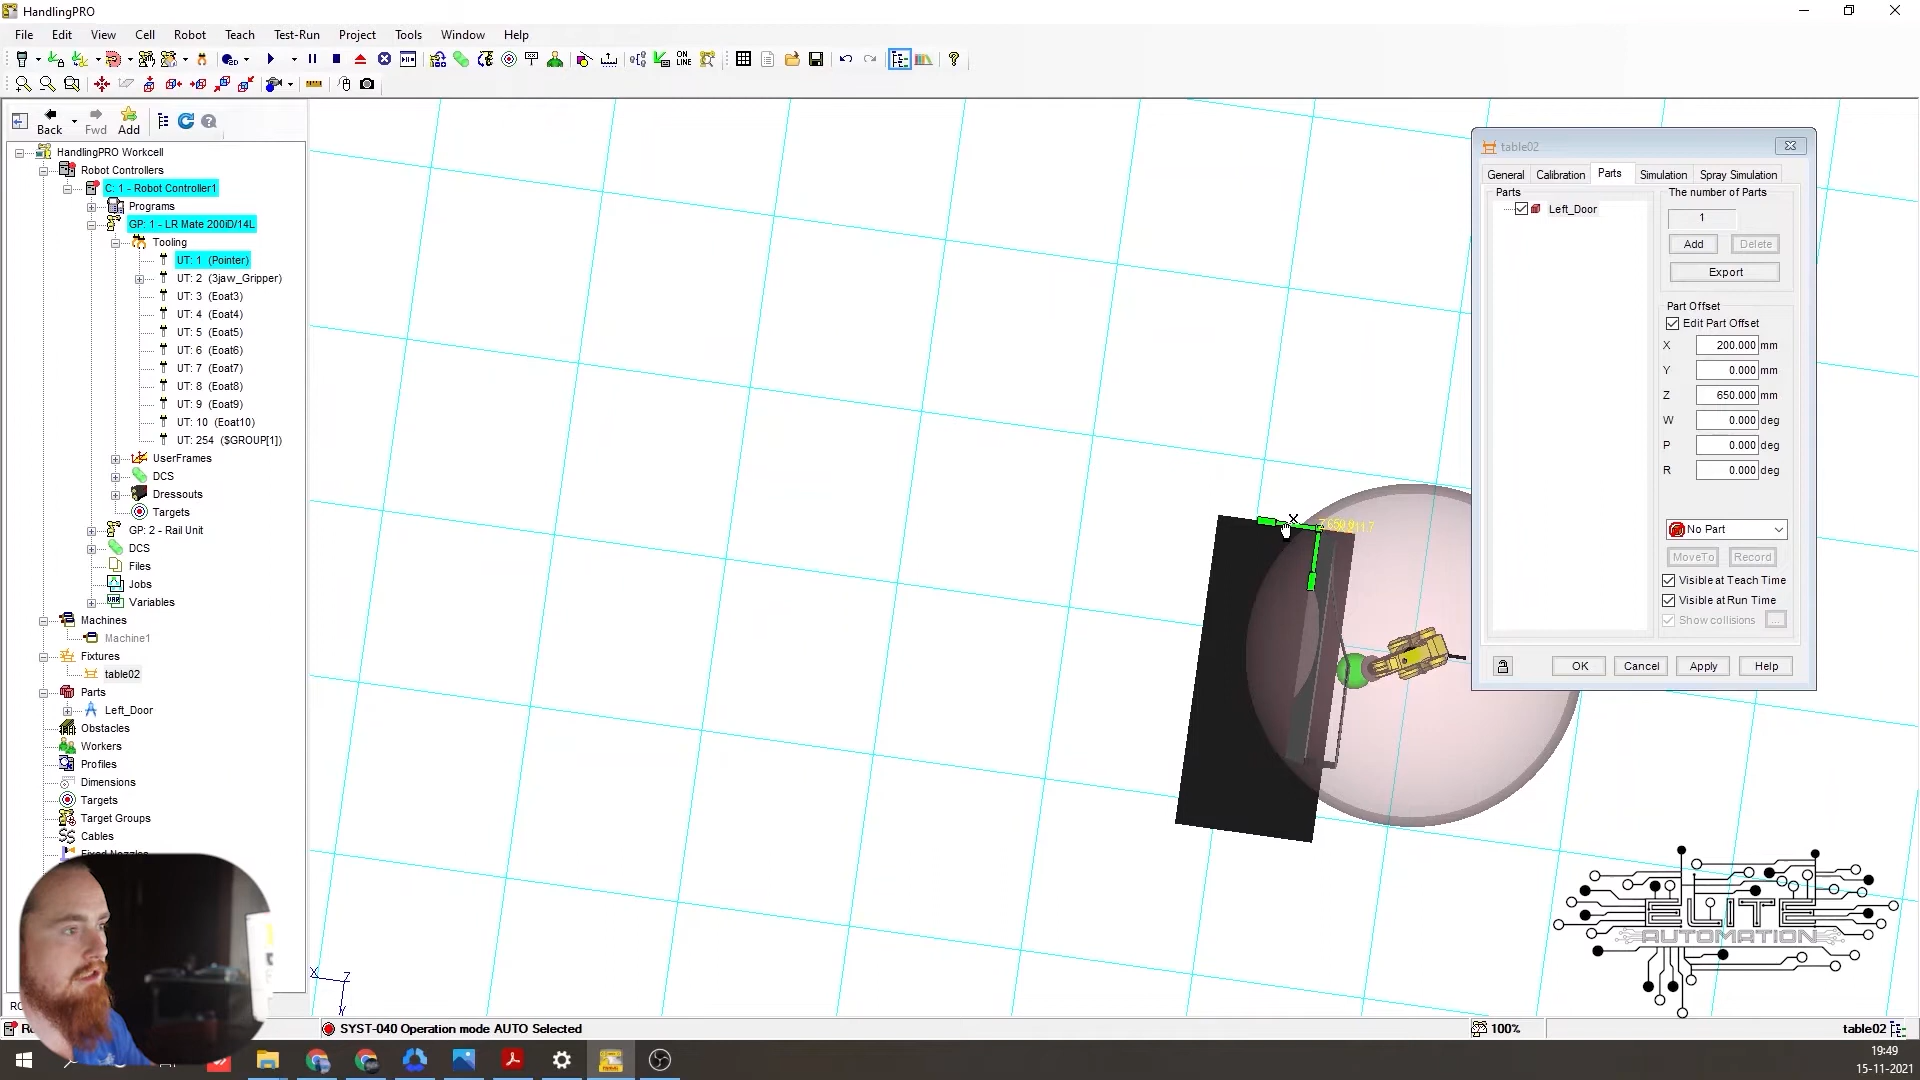 HandlingPRO
File Edit View Cell Robot Teach Test-Run Project Tools Window Help
ON
LINE
Back Fwd Add
HandlingPRO Workcell
Robot Controllers
C: 1 - Robot Controller1
Programs
GP: 1 - LR Mate 200iD/14L
Tooling
UT: 1 (Pointer)
UT: 2 (3jaw_Gripper)
UT: 3 (Eoat3)
UT: 4 (Eoat4)
UT: 5 (Eoat5)
UT: 6 (Eoat6)
UT: 7 (Eoat7)
UT: 8 (Eoat8)
UT: 9 (Eoat9)
UT: 10 (Eoat10)
UT: 254 ($GROUP[1])
UserFrames
DCS
Dressouts
Targets
GP: 2 - Rail Unit
DCS
Files
Jobs
Variables
Machines
Machine1
Fixtures
table02
Parts
Left_Door
Obstacles
Workers
Profiles
Dimensions
Targets
Target Groups
Cables
X
X Z
Y
table02
General Calibration Parts Simulation Spray Simulation
Parts
Left_Door
The number of Parts
1
Add Delete
Export
Part Offset
Edit Part Offset
X 200.000 mm
Y 0.000 mm
Z 650.000 mm
W 0.000 deg
P 0.000 deg
R 0.000 deg
No Part
MoveTo Record
Visible at Teach Time
Visible at Run Time
Show collisions ...
OK Cancel Apply Help
ELITE
AUTOMATION
SYST-040 Operation mode AUTO Selected
100%
table02
19:49
15-11-2021